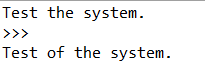 Test the system.
>>>
Test of the system.